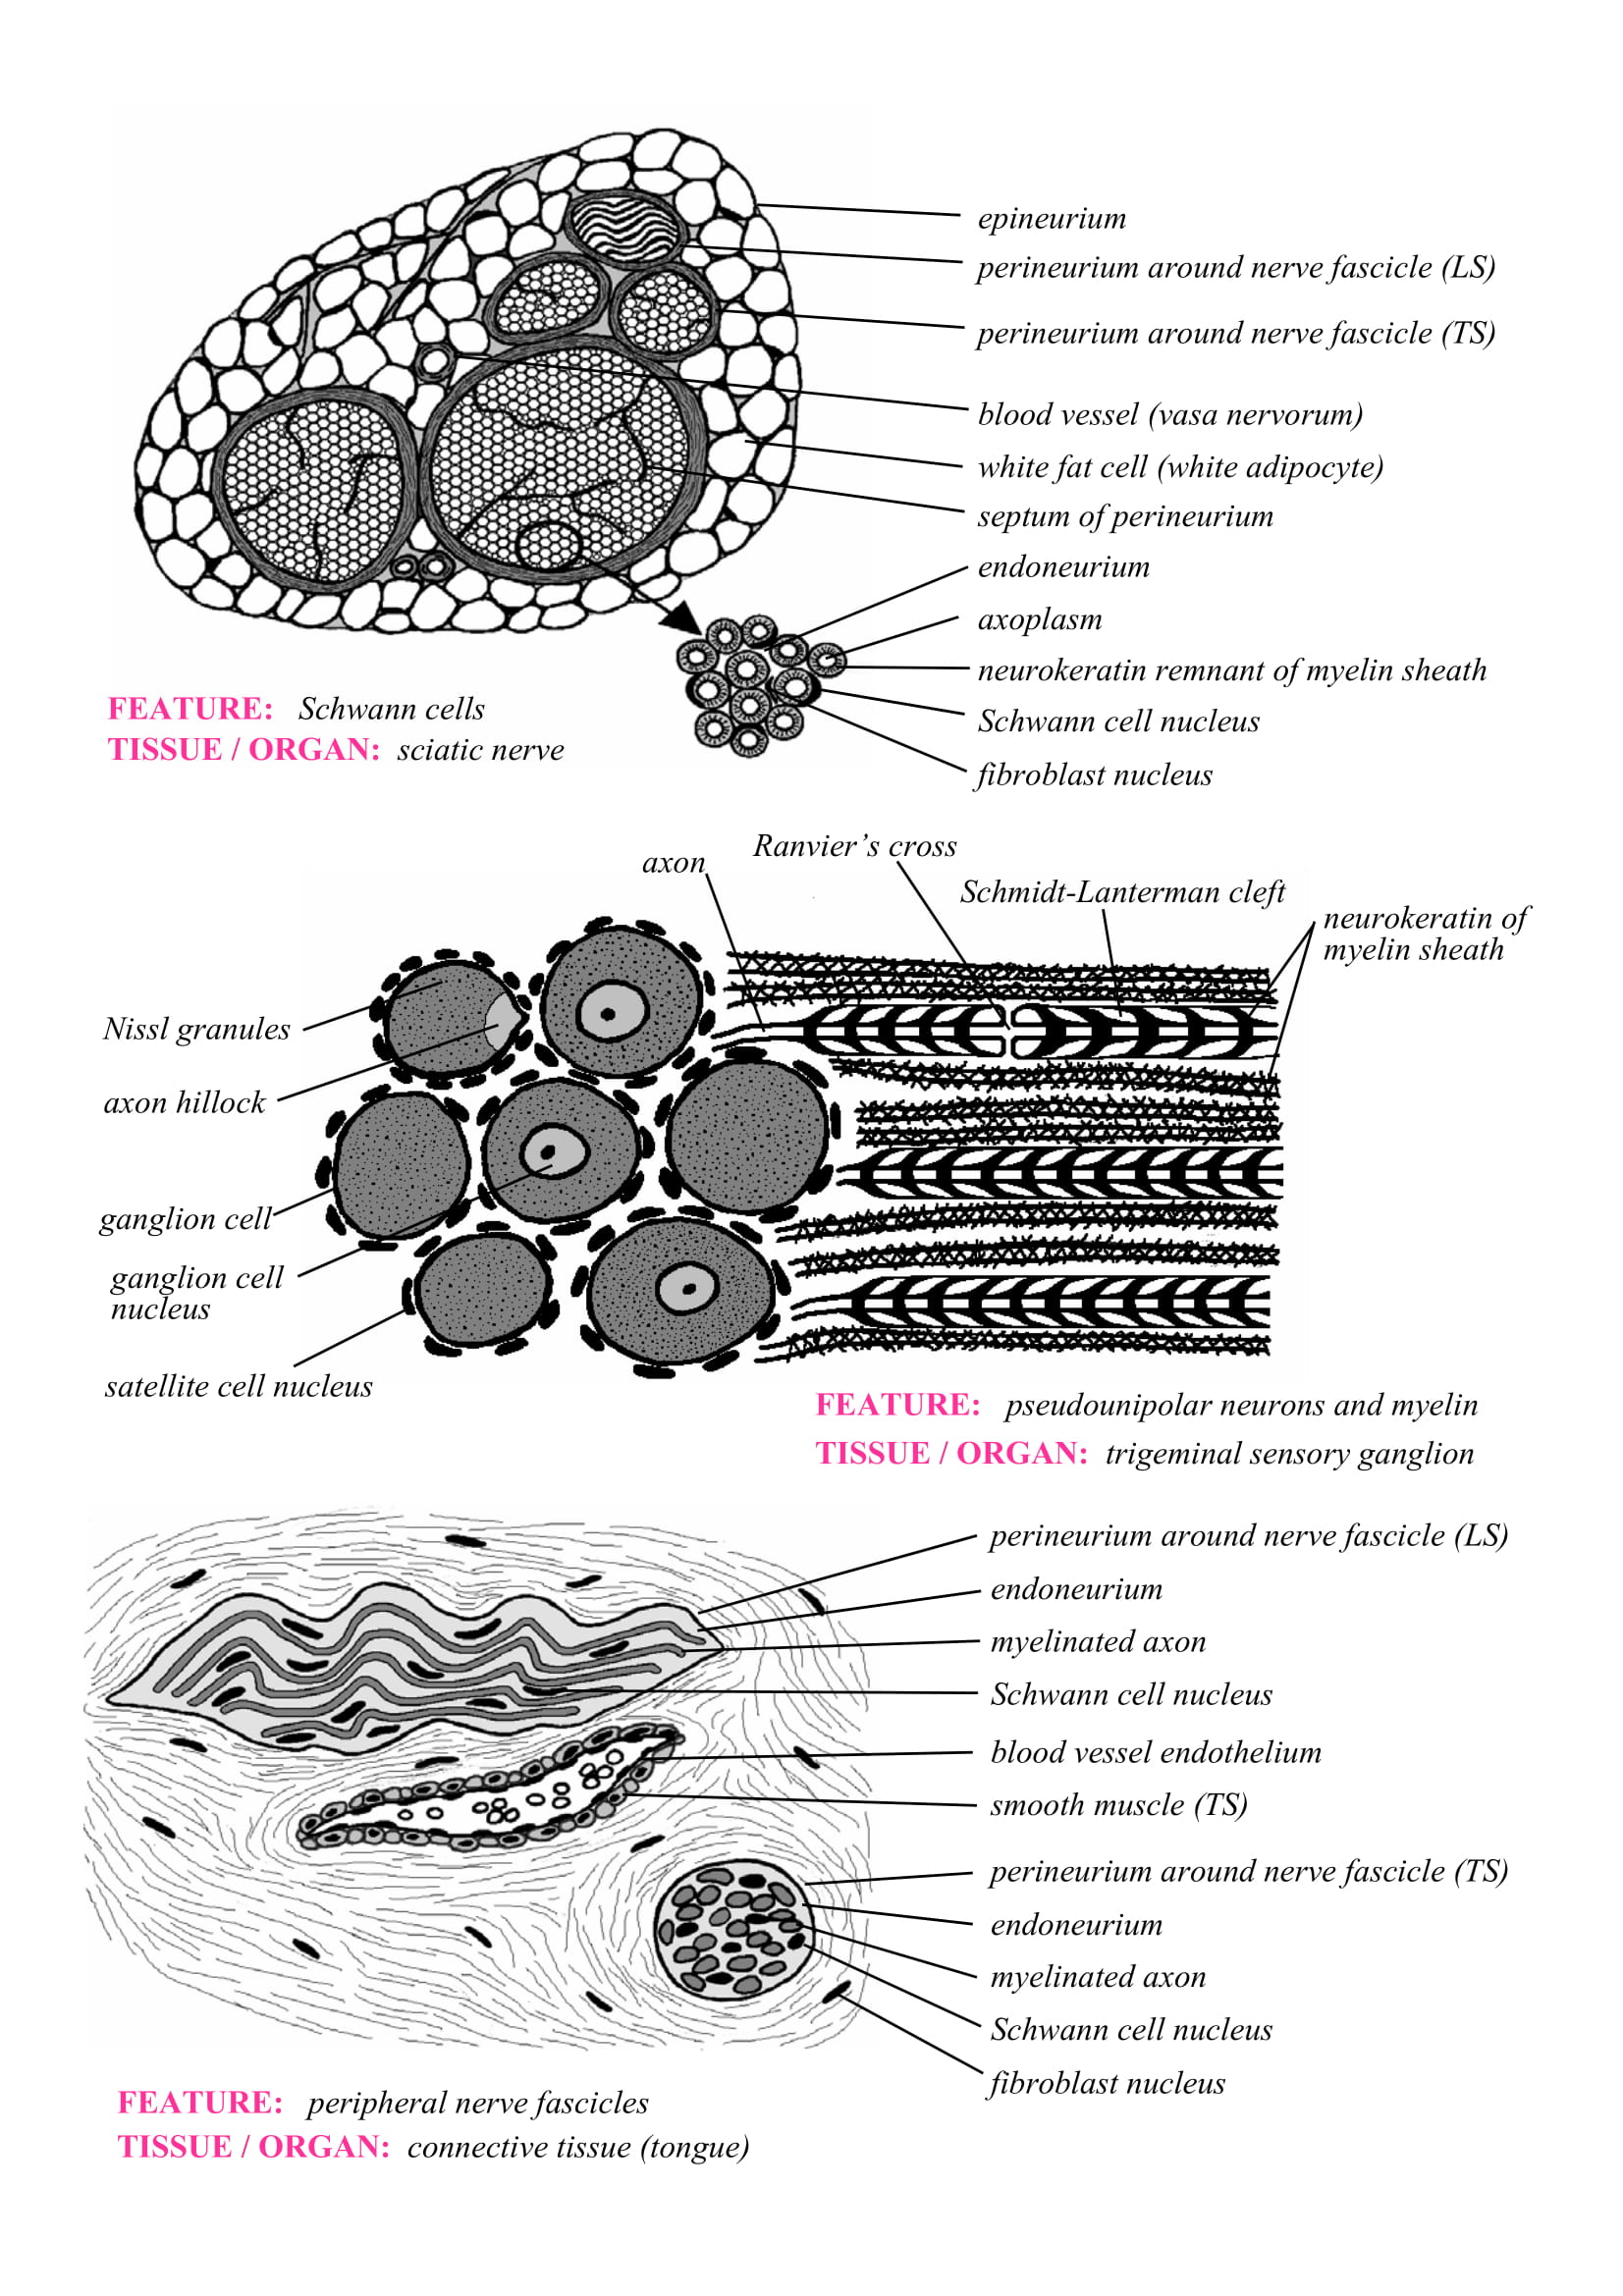 epineurium
perineurium around nerve fascicle (LS)
perineurium around nerve fascicle (TS)
blood vessel (vasa nervorum)
white fat cell (white adipocyte)
septum of perineurium
endoneurium
axoplasm
neurokeratin remnant of myelin sheath
Schwann cell nucleus
fibroblast nucleus
FEATURE: Schwann cells
TISSUE / ORGAN: sciatic nerve
Ranvier’s cross
axon
Schmidt-Lanterman cleft
neurokeratin of
myelin sheath
Nissl granules
axon hillock
ganglion cell
ganglion cell
nucleus
satellite cell nucleus
FEATURE: pseudounipolar neurons and myelin
TISSUE / ORGAN: trigeminal sensory ganglion
perineurium around nerve fascicle (LS)
endoneurium
myelinated axon
Schwann cell nucleus
blood vessel endothelium
smooth muscle (TS)
perineurium around nerve fascicle (TS)
endoneurium
myelinated axon
Schwann cell nucleus
fibroblast nucleus
FEATURE: peripheral nerve fascicles
TISSUE / ORGAN: connective tissue (tongue)